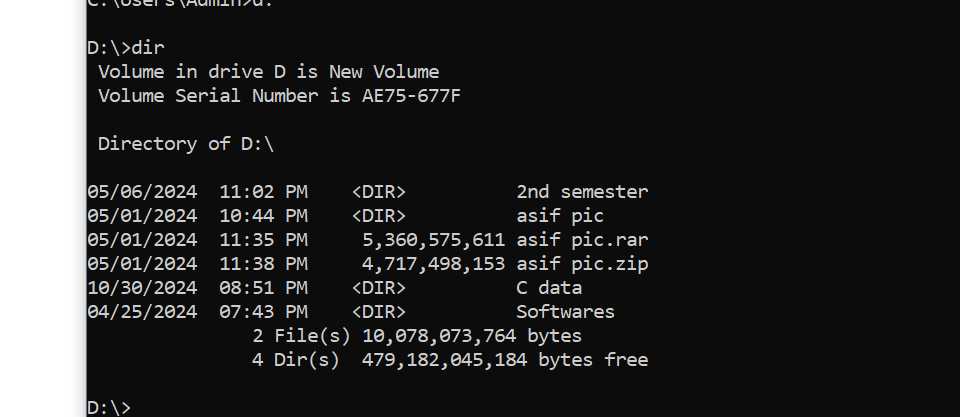 C:\Users\Admin>d:
D:\>dir
 Volume in drive D is New Volume
 Volume Serial Number is AE75-677F
 Directory of D:\
05/06/2024  11:02 PM    <DIR>          2nd semester
05/01/2024  10:44 PM    <DIR>          asif pic
05/01/2024  11:35 PM     5,360,575,611 asif pic.rar
05/01/2024  11:38 PM     4,717,498,153 asif pic.zip
10/30/2024  08:51 PM    <DIR>          C data
04/25/2024  07:43 PM    <DIR>          Softwares
               2 File(s) 10,078,073,764 bytes
               4 Dir(s)  479,182,045,184 bytes free
D:\>